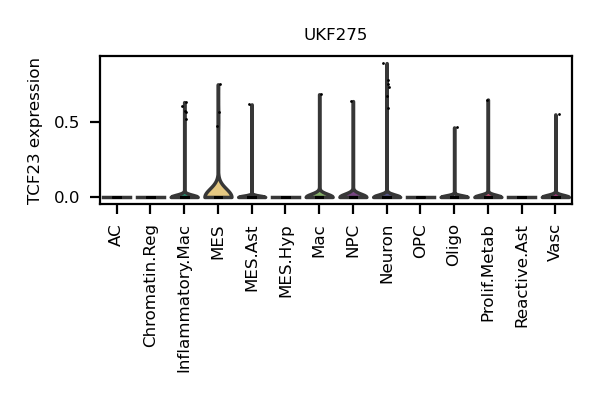 UKF275
TCF23 expression
0.5
0.0
AC
Chromatin.Reg
Inflammatory.Mac
MES
MES.Ast
MES.Hyp
Mac
NPC
Neuron
OPC
Oligo
Prolif.Metab
Reactive.Ast
Vasc